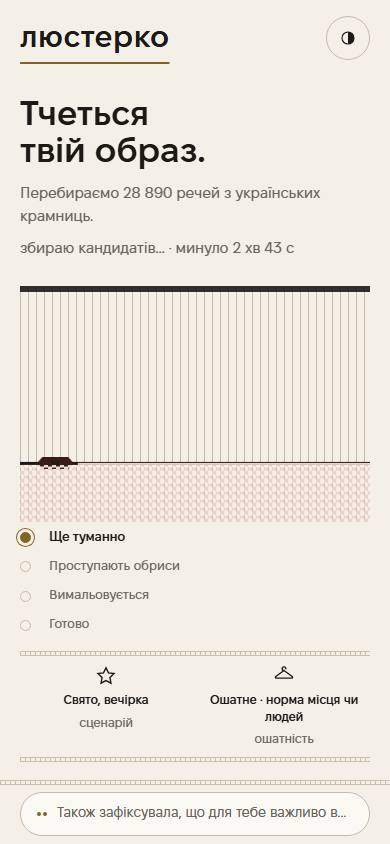 люстерко
Тчеться
твій образ.
Перебираємо 28 890 речей з українських
крамниць.
збираю кандидатів... · минуло 2 хв 43 с
Ще туманно
Проступають обриси
Вимальовується
Готово
Свято, вечірка
сценарій
Ошатне · норма місця чи
людей
ошатність
Також зафіксувала, що для тебе важливо в...